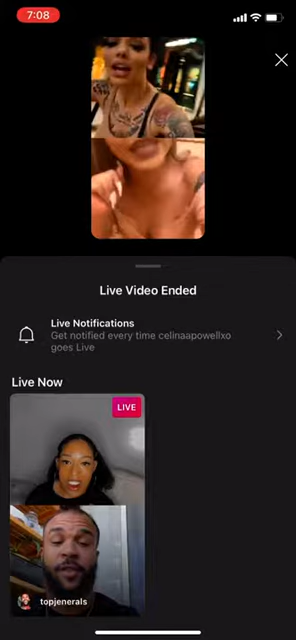 7:08
Live Video Ended
Live Notifications
Get notified every time celinaapowellxo
goes Live
Live Now
LIVE
topjenerals